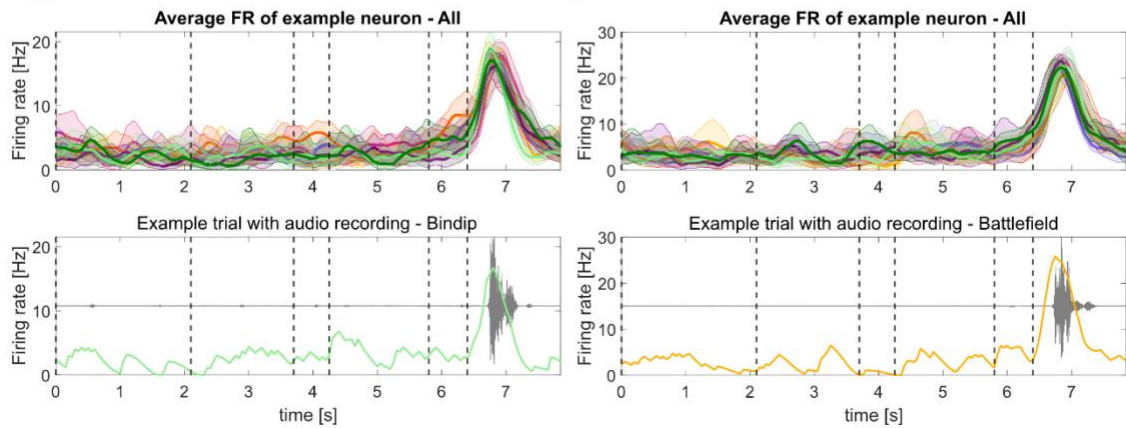 Average FR of example neuron - All
Firing rate [Hz]
20
10
0
0 1 2 3 4 5 6 7
Average FR of example neuron - All
Firing rate [Hz]
30
20
10
0
0 1 2 3 4 5 6 7
Example trial with audio recording - Bindip
Firing rate [Hz]
20
10
0
0 1 2 3 4 5 6 7
time [s]
Example trial with audio recording - Battlefield
Firing rate [Hz]
30
20
10
0
0 1 2 3 4 5 6 7
time [s]